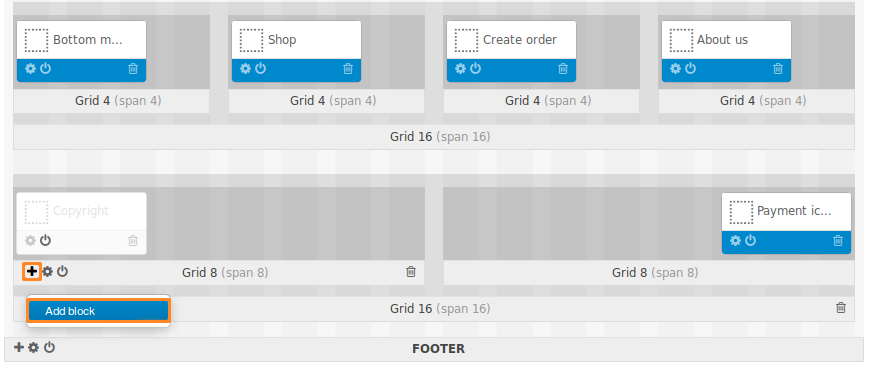 Bottom m...
Shop
Create order
About us
Grid 4 (span 4)
Grid 4 (span 4)
Grid 4 (span 4)
Grid 4 (span 4)
Grid 16 (span 16)
Copyright
Payment ic...
Grid 8 (span 8)
Grid 8 (span 8)
Add block
Grid 16 (span 16)
FOOTER